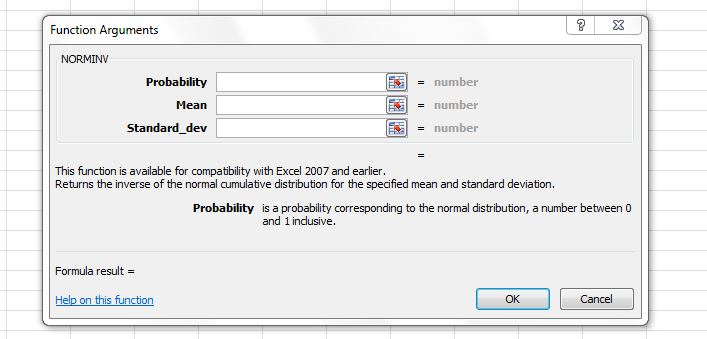 Function Arguments
?
NORMINV
Probability = number
Mean = number
Standard_dev = number
=
This function is available for compatibility with Excel 2007 and earlier.
Returns the inverse of the normal cumulative distribution for the specified mean and standard deviation.
Probability is a probability corresponding to the normal distribution, a number between 0
and 1 inclusive.
Formula result =
Help on this function
OK Cancel